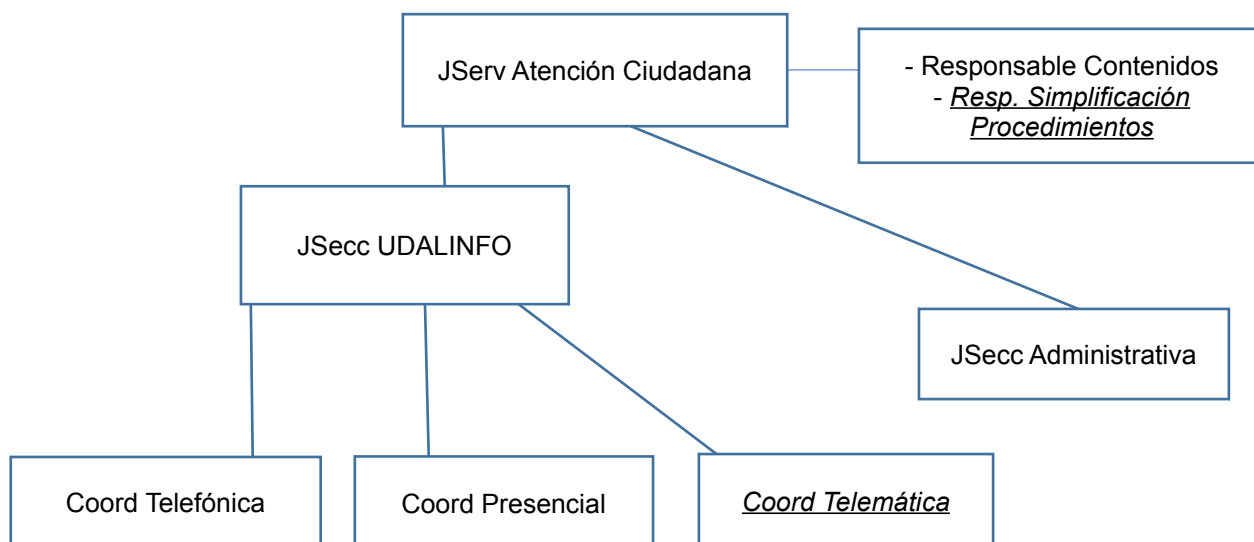 JServ Atención Ciudadana
- Responsable Contenidos
- Resp. Simplificación
Procedimientos
JSecc UDALINFO
JSecc Administrativa
Coord Telefónica
Coord Presencial
Coord Telemática